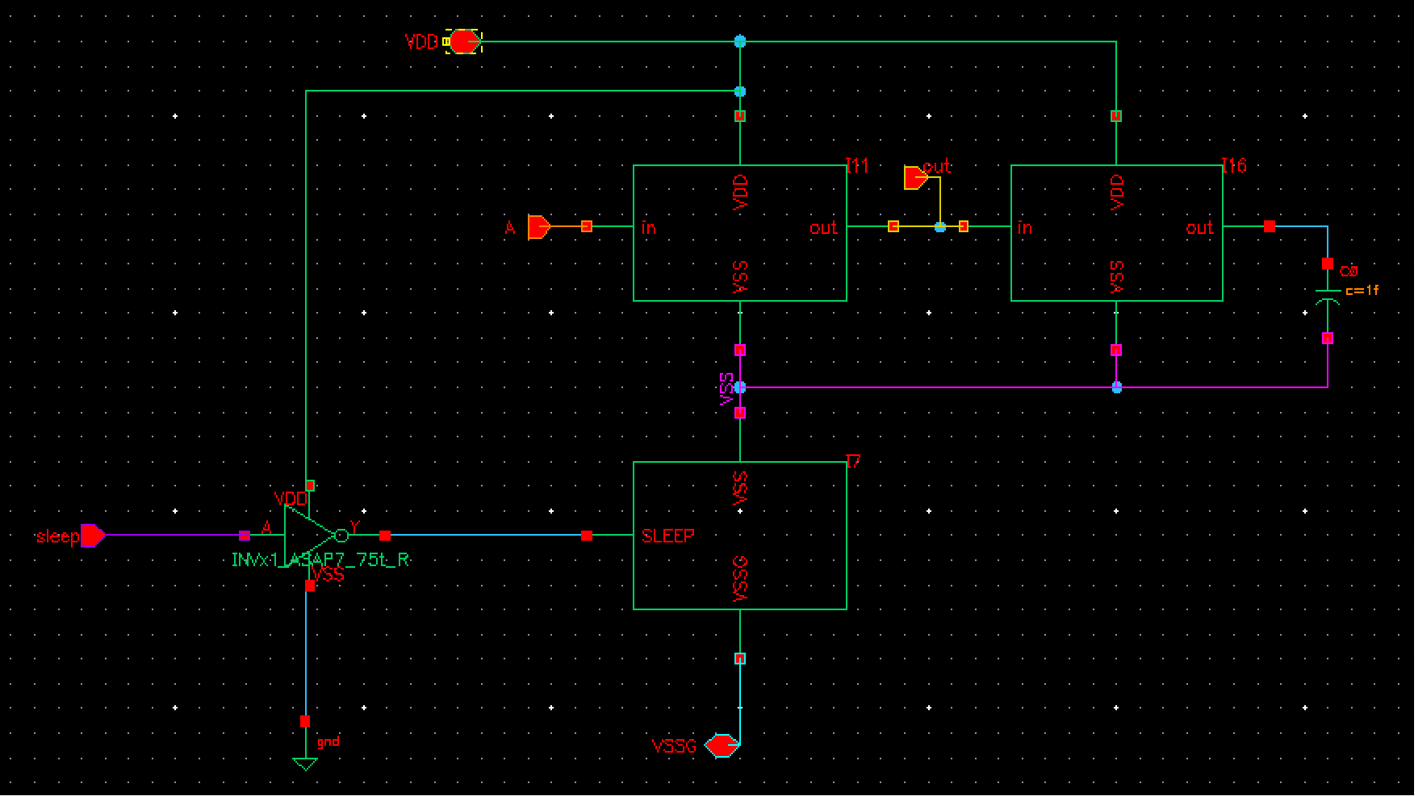 VDD
I11
I16
out
VDD
VDD
A
in
out
in
out
VSS
VSS
C0
c=1f
VSS
I7
VSS
VDD
sleep
A
Y
SLEEP
INVx1_ASAP7_75t_R
VSS
VSSG
gnd
VSSG